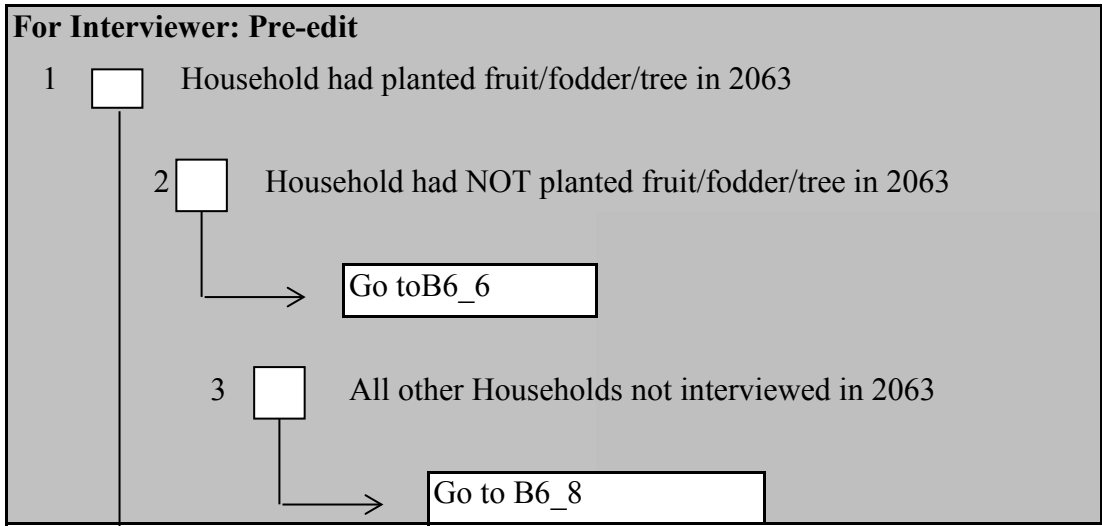 For Interviewer: Pre-edit
1 Household had planted fruit/fodder/tree in 2063
2 Household had NOT planted fruit/fodder/tree in 2063
Go toB6_6
3 All other Households not interviewed in 2063
Go to B6_8